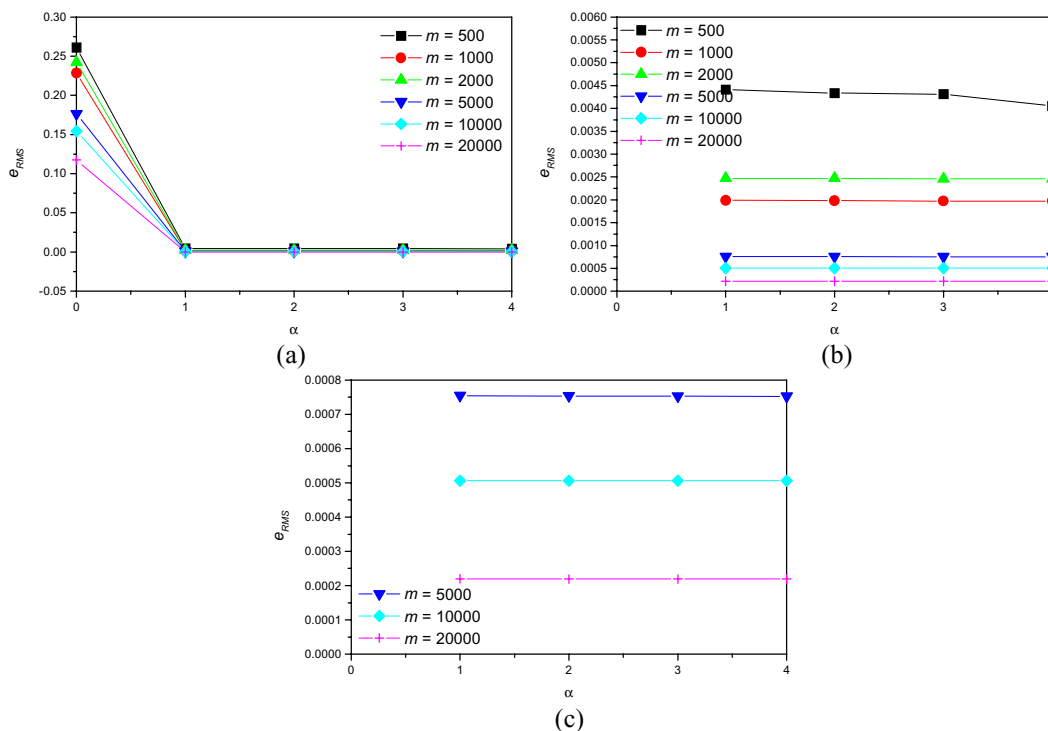 0.30
0.25
0.20
0.15
0.10
0.05
0.00
-0.05
e_RMS
0 1 2 3 4
α
m = 500
m = 1000
m = 2000
m = 5000
m = 10000
m = 20000
(a)
0.0060
0.0055
0.0050
0.0045
0.0040
0.0035
0.0030
0.0025
0.0020
0.0015
0.0010
0.0005
0.0000
e_RMS
0 1 2 3
α
m = 500
m = 1000
m = 2000
m = 5000
m = 10000
m = 20000
(b)
0.0008
0.0007
0.0006
0.0005
0.0004
0.0003
0.0002
0.0001
0.0000
e_RMS
0 1 2 3 4
α
m = 5000
m = 10000
m = 20000
(c)